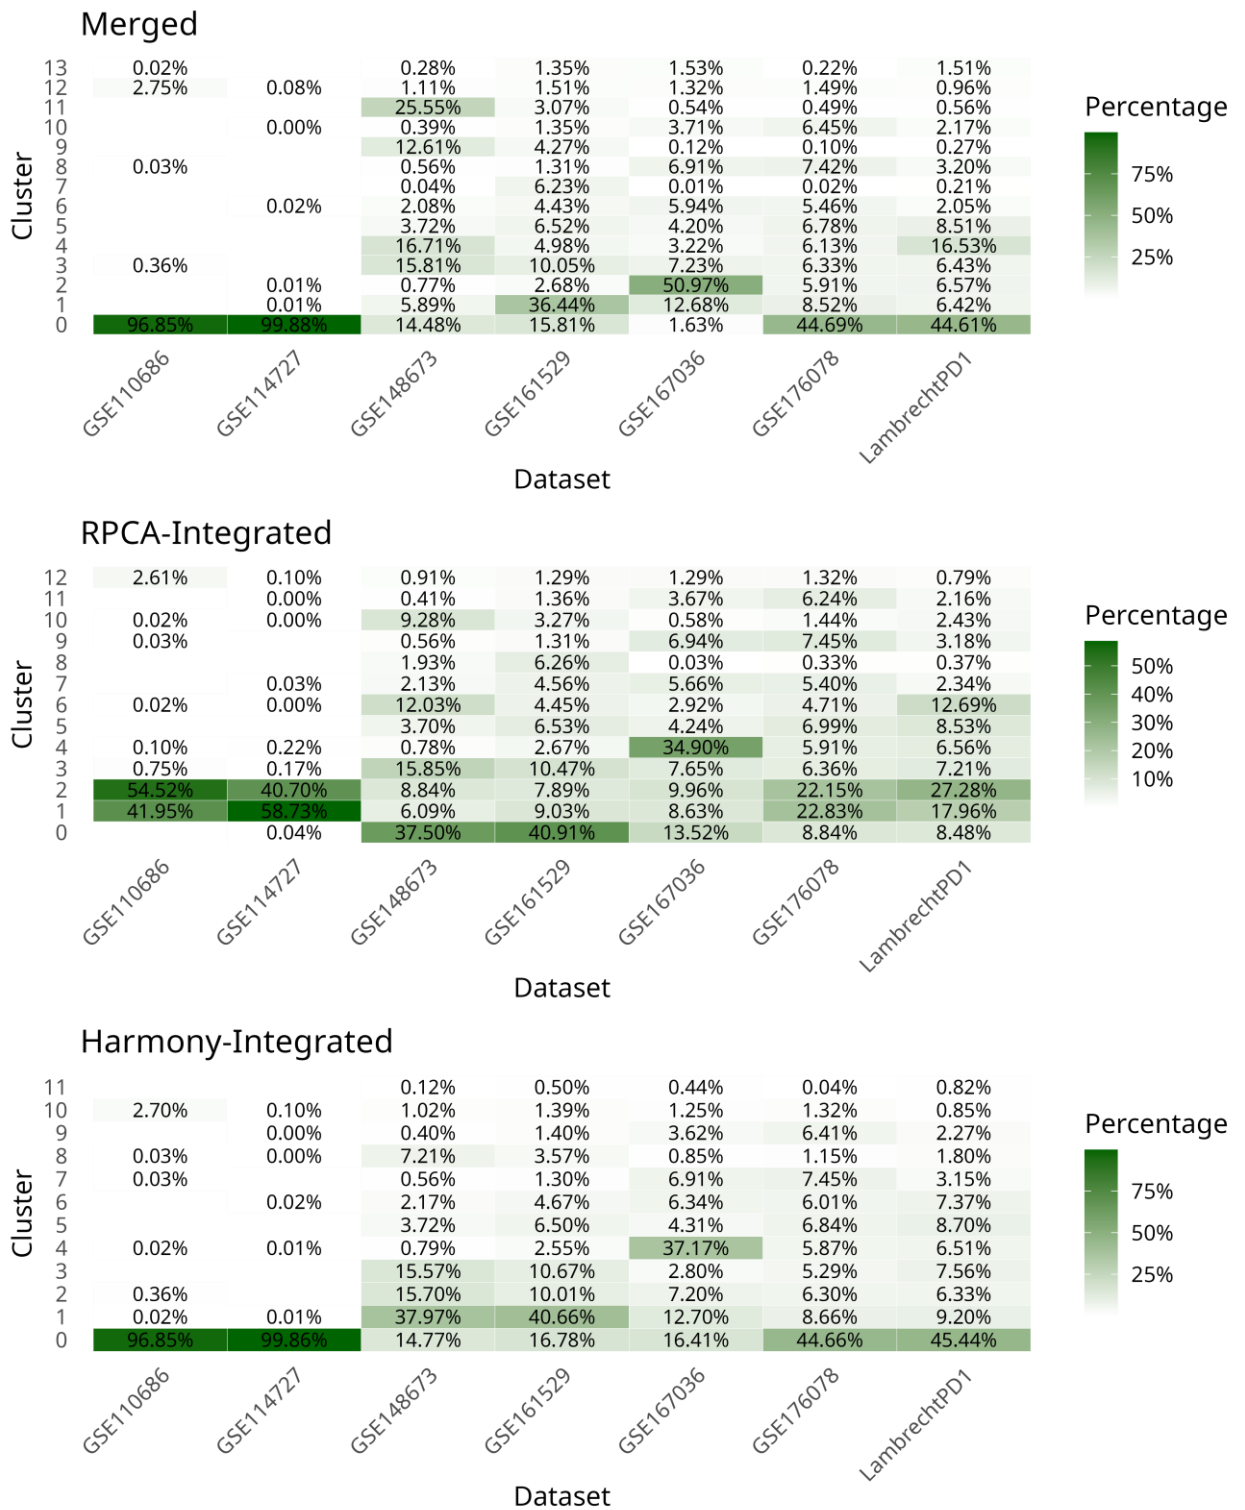 Merged
13 0.02% 0.28% 1.35% 1.53% 0.22% 1.51%
12 2.75% 0.08% 1.11% 1.51% 1.32% 1.49% 0.96%
11 25.55% 3.07% 0.54% 0.49% 0.56%
10 0.00% 0.39% 1.35% 3.71% 6.45% 2.17%
9 12.61% 4.27% 0.12% 0.10% 0.27%
8 0.03% 0.56% 1.31% 6.91% 7.42% 3.20%
7 0.04% 6.23% 0.01% 0.02% 0.21%
6 0.02% 2.08% 4.43% 5.94% 5.46% 2.05%
5 3.72% 6.52% 4.20% 6.78% 8.51%
4 16.71% 4.98% 3.22% 6.13% 16.53%
3 0.36% 15.81% 10.05% 7.23% 6.33% 6.43%
2 0.01% 0.77% 2.68% 50.97% 5.91% 6.57%
1 0.01% 5.89% 36.44% 12.68% 8.52% 6.42%
0 96.85% 99.88% 14.48% 15.81% 1.63% 44.69% 44.61%
Cluster
GSE110686 GSE114727 GSE148673 GSE161529 GSE167036 GSE176078 LambrechtPD1
Dataset
Percentage
75%
50%
25%
RPCA-Integrated
12 2.61% 0.10% 0.91% 1.29% 1.29% 1.32% 0.79%
11 0.00% 0.41% 1.36% 3.67% 6.24% 2.16%
10 0.02% 0.00% 9.28% 3.27% 0.58% 1.44% 2.43%
9 0.03% 0.56% 1.31% 6.94% 7.45% 3.18%
8 1.93% 6.26% 0.03% 0.33% 0.37%
7 0.03% 2.13% 4.56% 5.66% 5.40% 2.34%
6 0.02% 0.00% 12.03% 4.45% 2.92% 4.71% 12.69%
5 3.70% 6.53% 4.24% 6.99% 8.53%
4 0.10% 0.22% 0.78% 2.67% 34.90% 5.91% 6.56%
3 0.75% 0.17% 15.85% 10.47% 7.65% 6.36% 7.21%
2 54.52% 40.70% 8.84% 7.89% 9.96% 22.15% 27.28%
1 41.95% 58.73% 6.09% 9.03% 8.63% 22.83% 17.96%
0 0.04% 37.50% 40.91% 13.52% 8.84% 8.48%
Cluster
GSE110686 GSE114727 GSE148673 GSE161529 GSE167036 GSE176078 LambrechtPD1
Dataset
Percentage
50%
40%
30%
20%
10%
Harmony-Integrated
11 0.12% 0.50% 0.44% 0.04% 0.82%
10 2.70% 0.10% 1.02% 1.39% 1.25% 1.32% 0.85%
9 0.00% 0.40% 1.40% 3.62% 6.41% 2.27%
8 0.03% 0.00% 7.21% 3.57% 0.85% 1.15% 1.80%
7 0.03% 0.56% 1.30% 6.91% 7.45% 3.15%
6 0.02% 2.17% 4.67% 6.34% 6.01% 7.37%
5 3.72% 6.50% 4.31% 6.84% 8.70%
4 0.02% 0.01% 0.79% 2.55% 37.17% 5.87% 6.51%
3 15.57% 10.67% 2.80% 5.29% 7.56%
2 0.36% 15.70% 10.01% 7.20% 6.30% 6.33%
1 0.02% 0.01% 37.97% 40.66% 12.70% 8.66% 9.20%
0 96.85% 99.86% 14.77% 16.78% 16.41% 44.66% 45.44%
Cluster
GSE110686 GSE114727 GSE148673 GSE161529 GSE167036 GSE176078 LambrechtPD1
Dataset
Percentage
75%
50%
25%